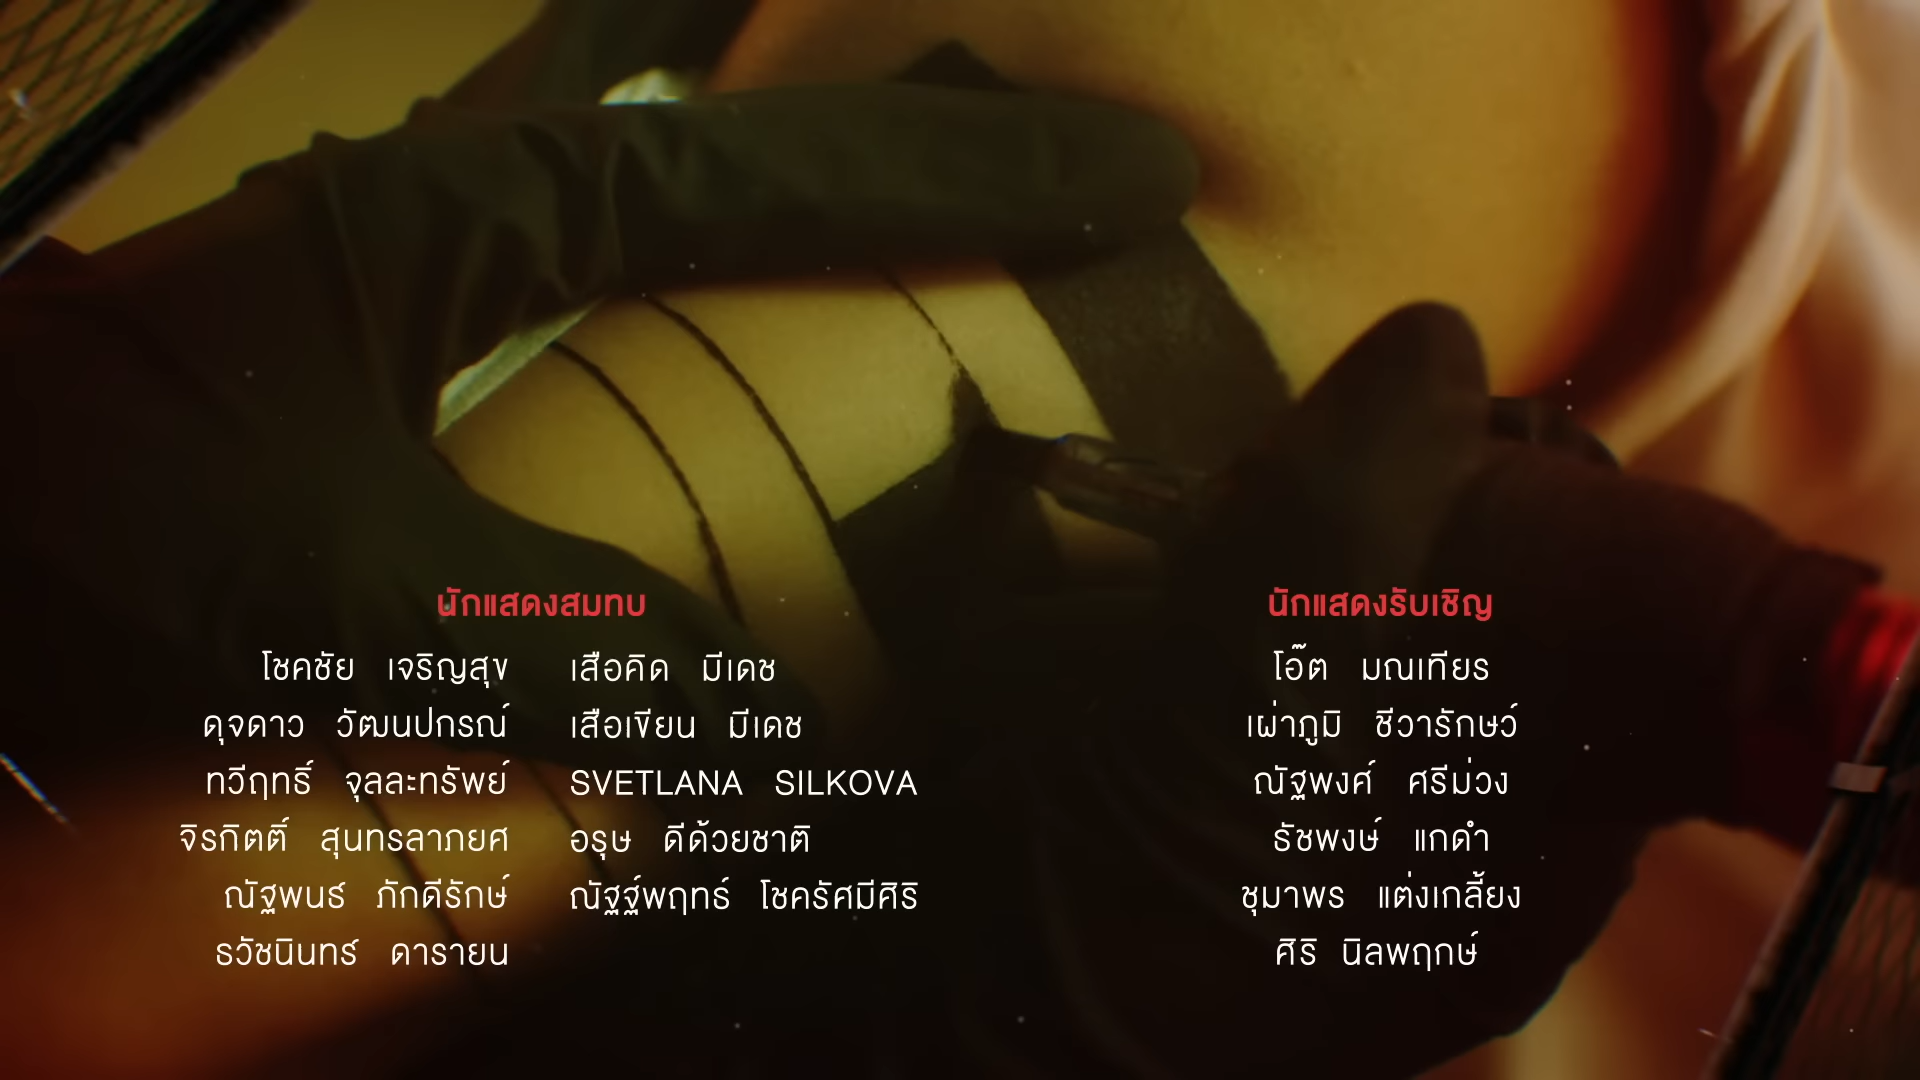 นักแสดงสมทบ
โชคชัย เจริญสุข
ดุจดาว วัฒนปกรณ์
ทวีฤทธิ์ จุลละทรัพย์
จิรกิตติ์ สุนทรลาภยศ
ณัฐพนธ์ ภักดีรักษ์
ธวัชนินทร์ ดารายน
เสือคิด มีเดช
เสือเขียน มีเดช
SVETLANA SILKOVA
อรุษ ดีด้วยชาติ
ณัฐฐ์พฤทธ์ โชครัศมีศิริ
นักแสดงรับเชิญ
โอ๊ต มณเทียร
เผ่าภูมิ ชีวารักษว์
ณัฐพงศ์ ศรีม่วง
ธัชพงษ์ แกดำ
ชุมาพร แต่งเกลี้ยง
ศิริ นิลพฤกษ์